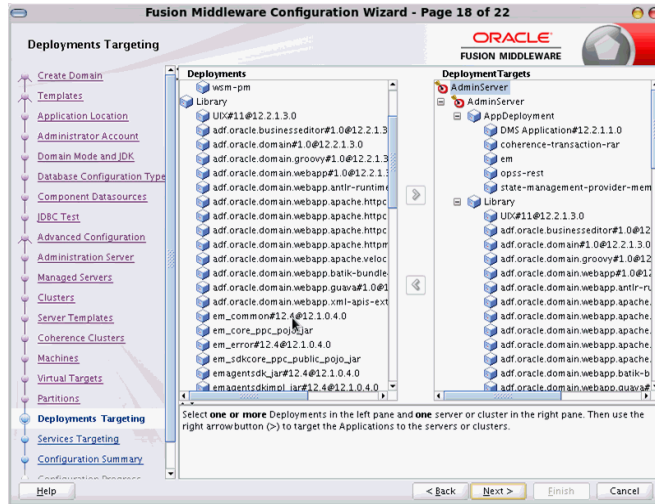 Fusion Middleware Configuration Wizard - Page 18 of 22
Deployments Targeting
ORACLE
FUSION MIDDLEWARE
Create Domain
Templates
Application Location
Administrator Account
Domain Mode and JDK
Database Configuration Type
Component Datasources
JDBC Test
Advanced Configuration
Administration Server
Managed Servers
Clusters
Server Templates
Coherence Clusters
Machines
Virtual Targets
Partitions
Deployments Targeting
Services Targeting
Configuration Summary
Configuration Progress
Deployments
wsm-pm
Library
UIX#11@12.2.1.3.0
adf.oracle.businesseditor#1.0@12.2.1.3
adf.oracle.domain#1.0@12.2.1.3.0
adf.oracle.domain.groovy#1.0@12.2.1.3
adf.oracle.domain.webapp#1.0@12.2.1.
adf.oracle.domain.webapp.antlr-runtime
adf.oracle.domain.webapp.apache.httpc
adf.oracle.domain.webapp.apache.httpc
adf.oracle.domain.webapp.apache.httpc
adf.oracle.domain.webapp.apache.httpm
adf.oracle.domain.webapp.apache.veloc
adf.oracle.domain.webapp.batik-bundle
adf.oracle.domain.webapp.guava#1.0@1
adf.oracle.domain.webapp.xml-apis-ext
em_common#12.4@12.1.0.4.0
em_core_ppc_pojo_jar
em_error#12.4@12.1.0.4.0
em_sdkcore_ppc_public_pojo_jar
emagentsdk_jar#12.4@12.1.0.4.0
emagentsdkimpl_jar#12.4@12.1.0.4.0
DeploymentTargets
AdminServer
AdminServer
AppDeployment
DMS Application#12.2.1.1.0
coherence-transaction-rar
em
opss-rest
state-management-provider-mem
Library
UIX#11@12.2.1.3.0
adf.oracle.businesseditor#1.0@12
adf.oracle.domain#1.0@12.2.1.3.0
adf.oracle.domain.groovy#1.0@12
adf.oracle.domain.webapp#1.0@12
adf.oracle.domain.webapp.antlr-ru
adf.oracle.domain.webapp.apache.
adf.oracle.domain.webapp.apache.
adf.oracle.domain.webapp.apache.
adf.oracle.domain.webapp.apache.
adf.oracle.domain.webapp.apache.
adf.oracle.domain.webapp.batik-b
adf.oracle.domain.webapp.guava#
Select one or more Deployments in the left pane and one server or cluster in the right pane. Then use the
right arrowbutton (>) to target the Applications to the servers or clusters.
Help
< Back
Next >
Finish
Cancel